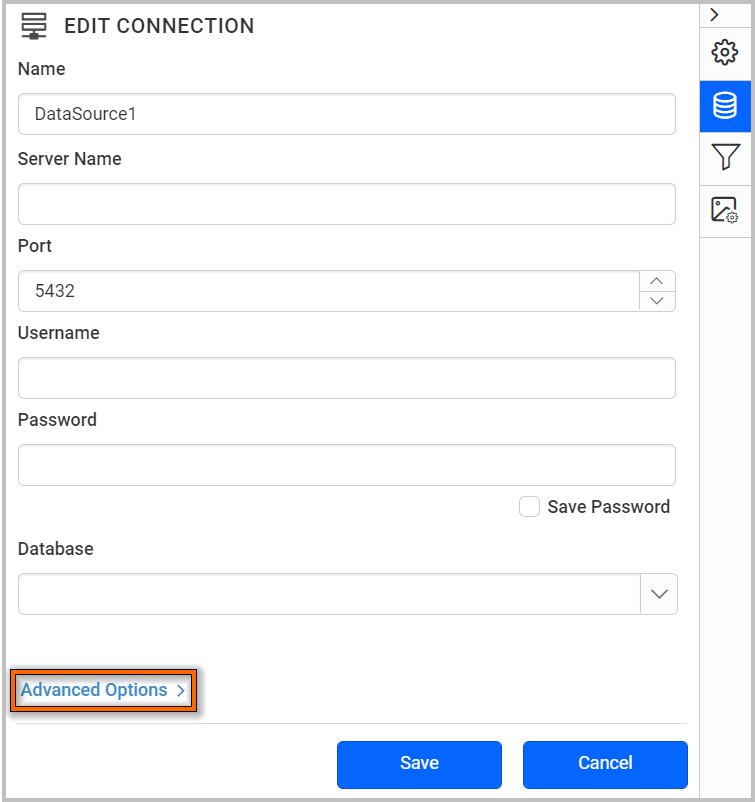 EDIT CONNECTION
Name
DataSource1
Server Name
Port
5432
Username
Password
Save Password
Database
Advanced Options
Save
Cancel